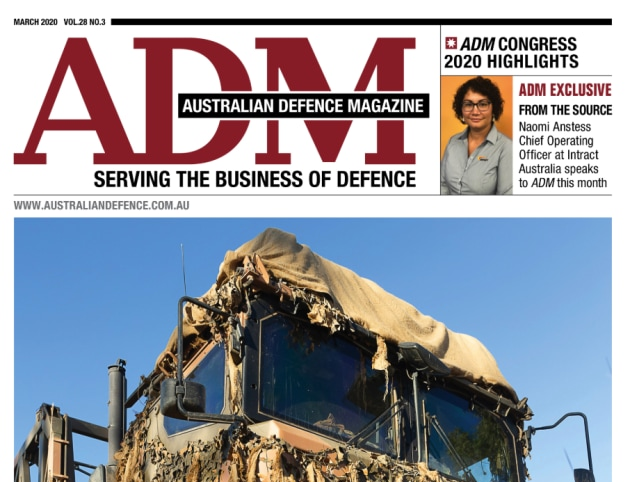 MARCH 2020 VOL.28 NO.3
ADM
AUSTRALIAN DEFENCE MAGAZINE
SERVING THE BUSINESS OF DEFENCE
WWW.AUSTRALIANDEFENCE.COM.AU
ADM CONGRESS
2020 HIGHLIGHTS
ADM EXCLUSIVE
FROM THE SOURCE
Naomi Anstess
Chief Operating
Officer at Intract
Australia speaks
to ADM this month